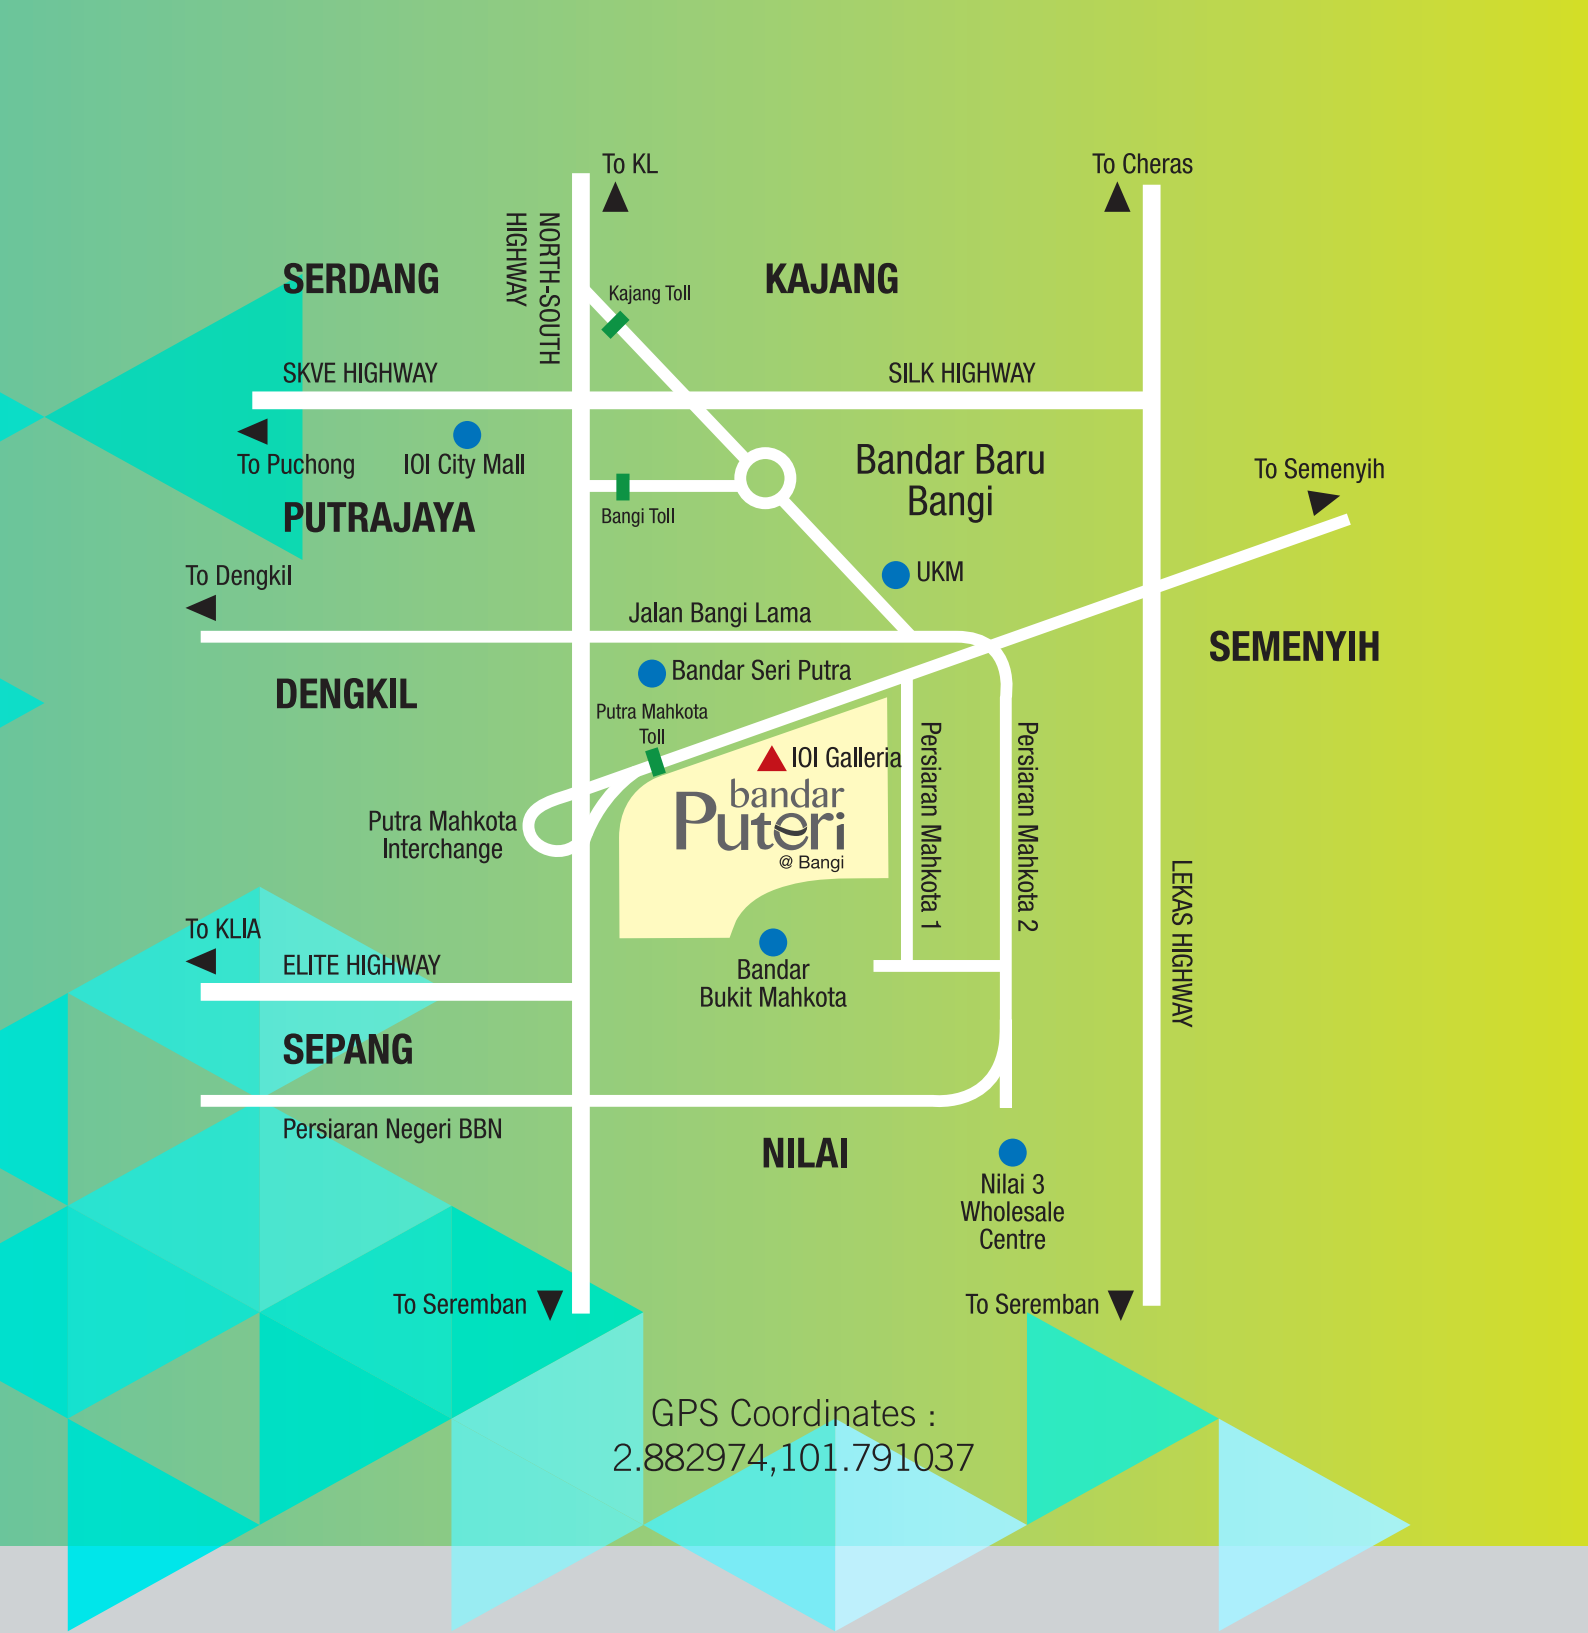 To KL
To Cheras
NORTH-SOUTH
HIGHWAY
SERDANG
KAJANG
Kajang Toll
SKVE HIGHWAY
SILK HIGHWAY
To Puchong
IOI City Mall
Bandar Baru
Bangi
To Semenyih
PUTRAJAYA
Bangi Toll
To Dengkil
UKM
Jalan Bangi Lama
SEMENYIH
DENGKIL
Bandar Seri Putra
Putra Mahkota
Toll
IOI Galleria
bandar
Puteri
@ Bangi
Persiaran Mahkota 1
Persiaran Mahkota 2
Putra Mahkota
Interchange
LEKAS HIGHWAY
To KLIA
ELITE HIGHWAY
Bandar
Bukit Mahkota
SEPANG
Persiaran Negeri BBN
NILAI
Nilai 3
Wholesale
Centre
To Seremban
To Seremban
GPS Coordinates :
2.882974,101.791037